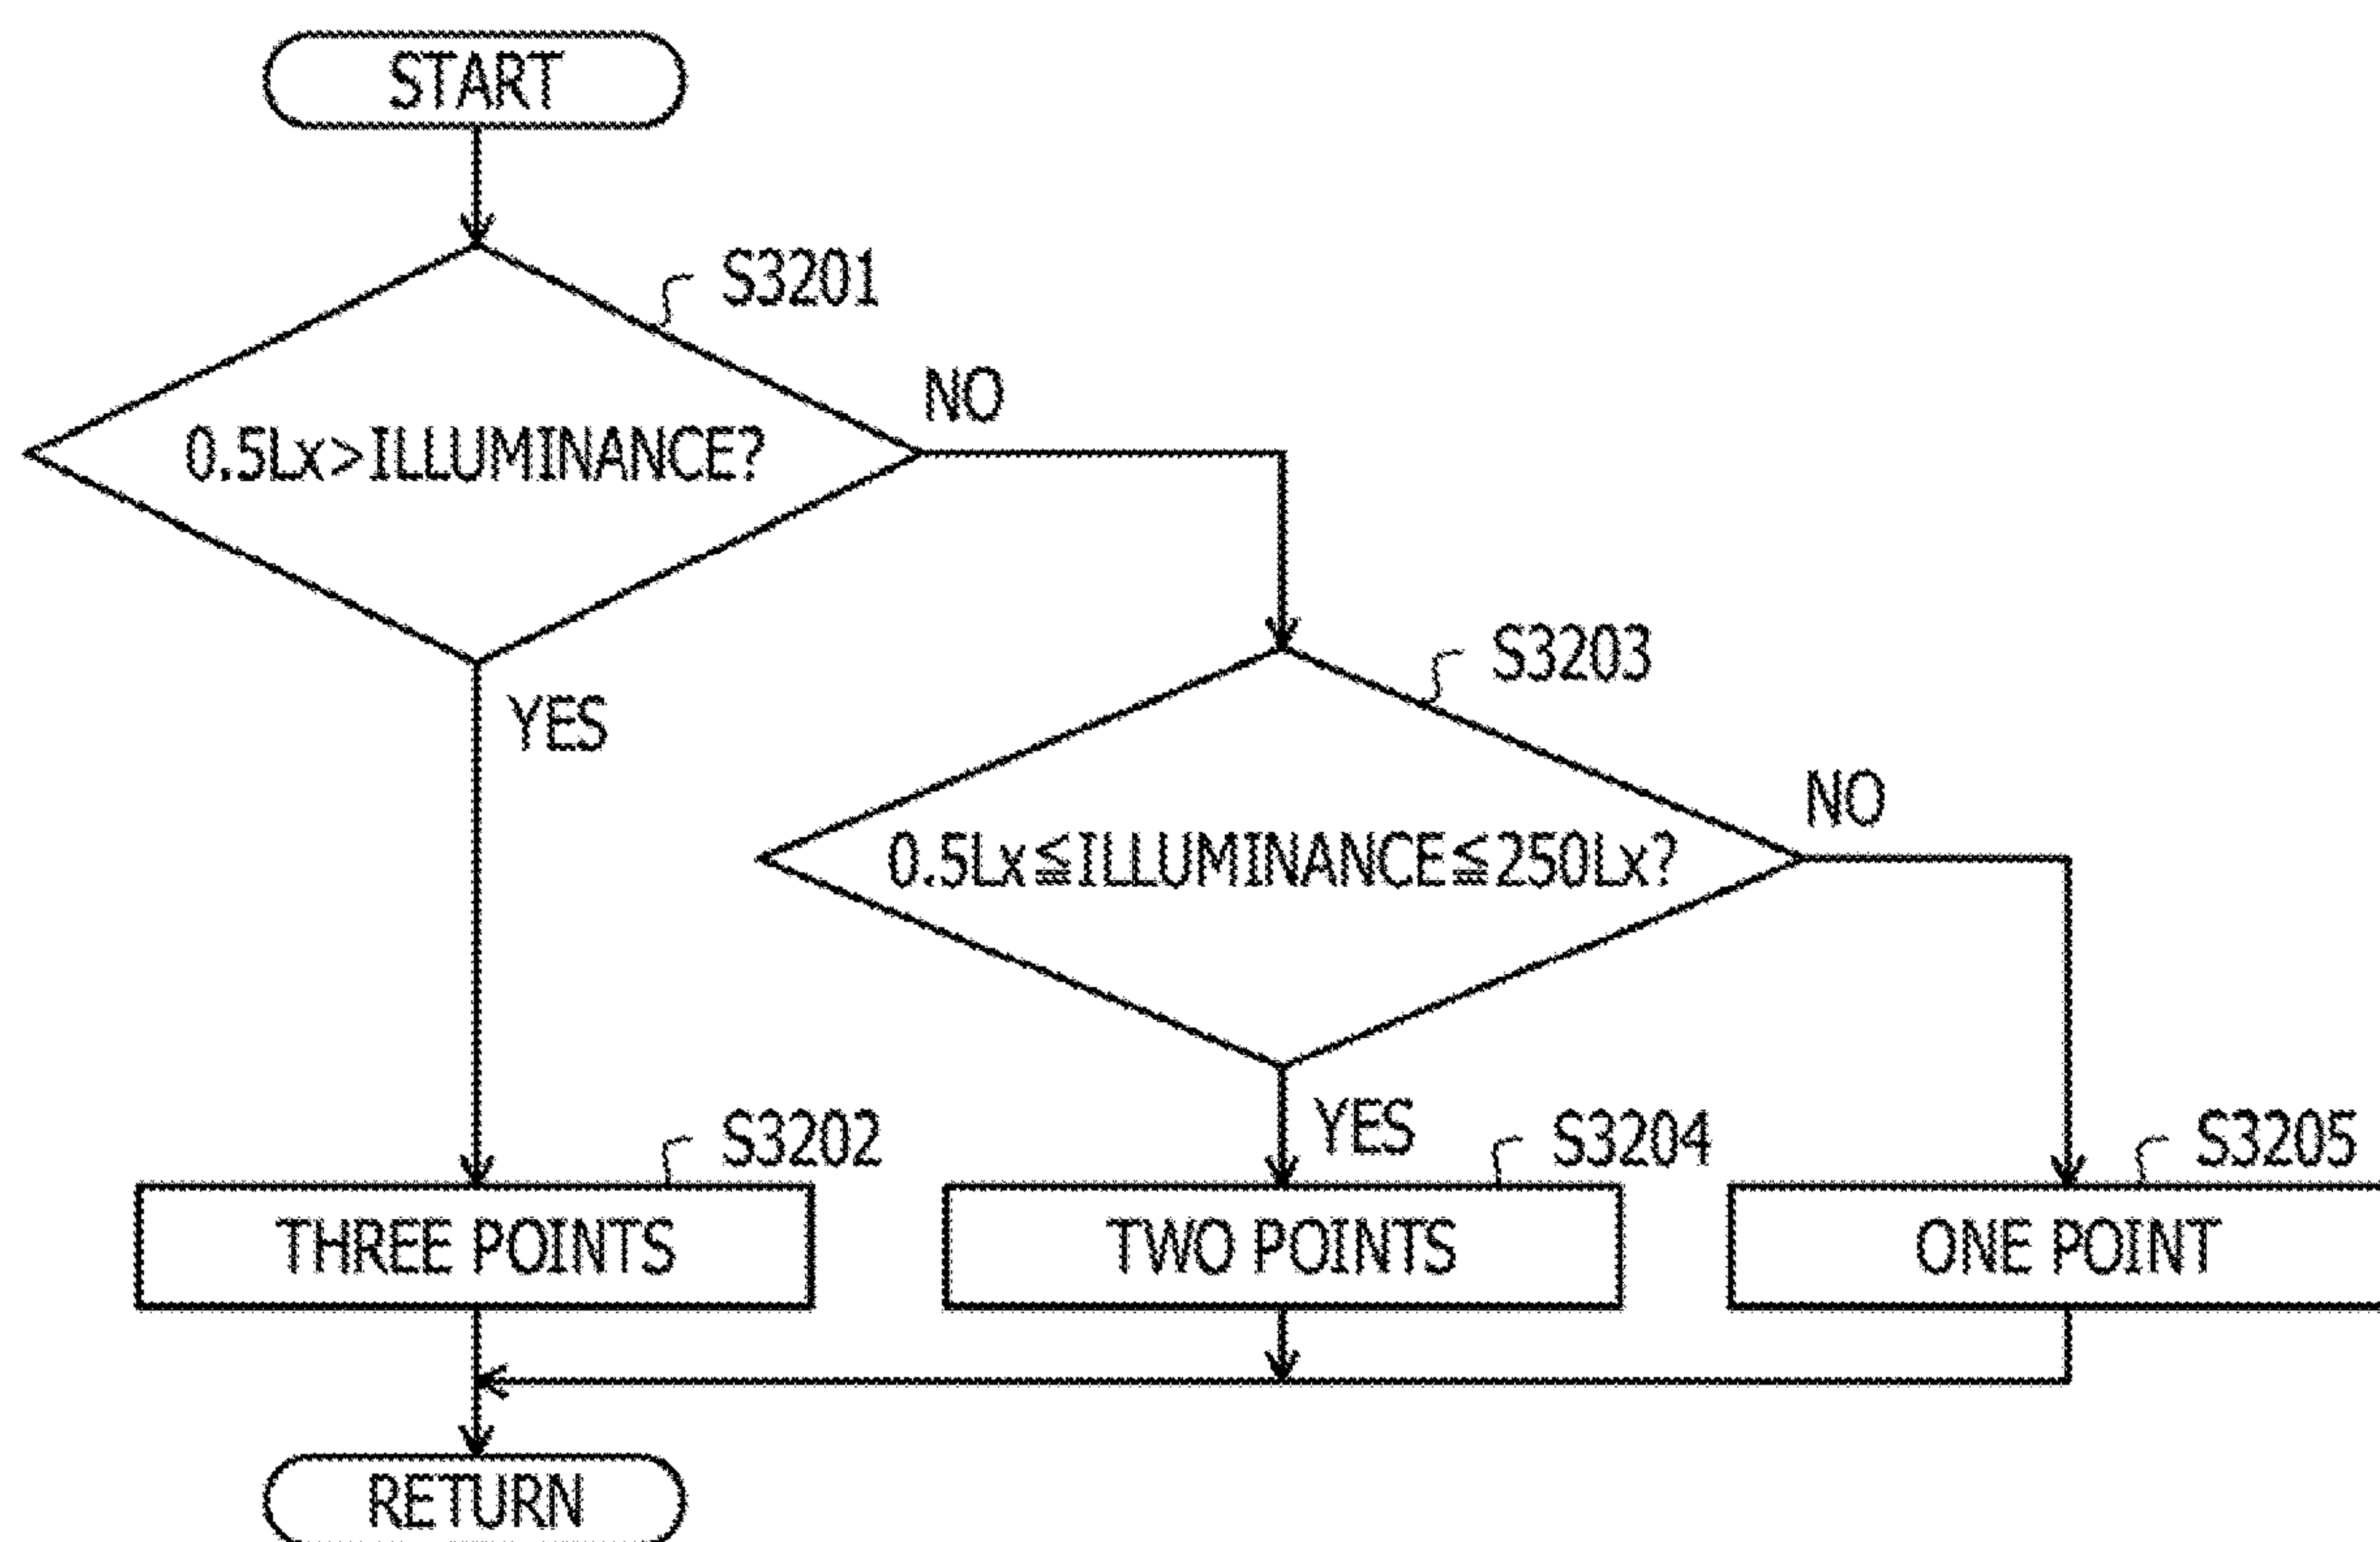 START
S3201
0.5Lx>ILLUMINANCE?
NO
YES
S3203
0.5Lx≦ILLUMINANCE≦250Lx?
NO
YES
S3202
THREE POINTS
S3204
TWO POINTS
S3205
ONE POINT
RETURN